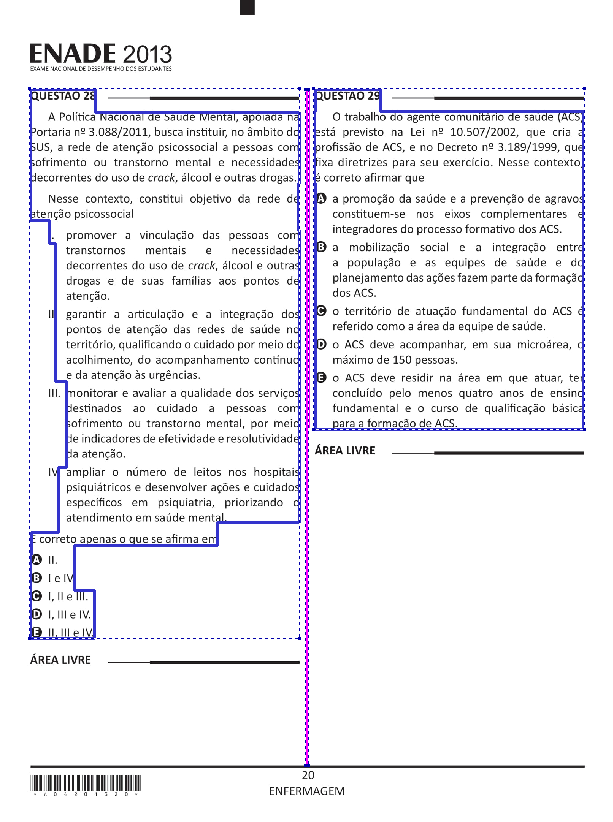 ENADE 2013
EXAME NACIONAL DE DESEMPENHO DOS ESTUDANTES
QUESTÃO 28
A Política Nacional de Saúde Mental, apoiada na
Portaria nº 3.088/2011, busca instituir, no âmbito do
SUS, a rede de atenção psicossocial a pessoas com
sofrimento ou transtorno mental e necessidades
decorrentes do uso de crack, álcool e outras drogas.
Nesse contexto, constitui objetivo da rede de
atenção psicossocial
I. promover a vinculação das pessoas com
transtornos mentais e necessidades
decorrentes do uso de crack, álcool e outras
drogas e de suas famílias aos pontos de
atenção.
II. garantir a articulação e a integração dos
pontos de atenção das redes de saúde no
território, qualificando o cuidado por meio do
acolhimento, do acompanhamento contínuo
e da atenção às urgências.
III. monitorar e avaliar a qualidade dos serviços
destinados ao cuidado a pessoas com
sofrimento ou transtorno mental, por meio
de indicadores de efetividade e resolutividade
da atenção.
IV. ampliar o número de leitos nos hospitais
psiquiátricos e desenvolver ações e cuidados
específicos em psiquiatria, priorizando o
atendimento em saúde mental.
É correto apenas o que se afirma em
A II.
B I e IV.
C I, II e III.
D I, III e IV.
E II, III e IV.
ÁREA LIVRE
QUESTÃO 29
O trabalho do agente comunitário de saúde (ACS)
está previsto na Lei nº 10.507/2002, que cria a
profissão de ACS, e no Decreto nº 3.189/1999, que
fixa diretrizes para seu exercício. Nesse contexto,
é correto afirmar que
A a promoção da saúde e a prevenção de agravos
constituem-se nos eixos complementares e
integradores do processo formativo dos ACS.
B a mobilização social e a integração entre
a população e as equipes de saúde e do
planejamento das ações fazem parte da formação
dos ACS.
C o território de atuação fundamental do ACS é
referido como a área da equipe de saúde.
D o ACS deve acompanhar, em sua microárea, o
máximo de 150 pessoas.
E o ACS deve residir na área em que atuar, ter
concluído pelo menos quatro anos de ensino
fundamental e o curso de qualificação básica
para a formação de ACS.
ÁREA LIVRE
20
ENFERMAGEM